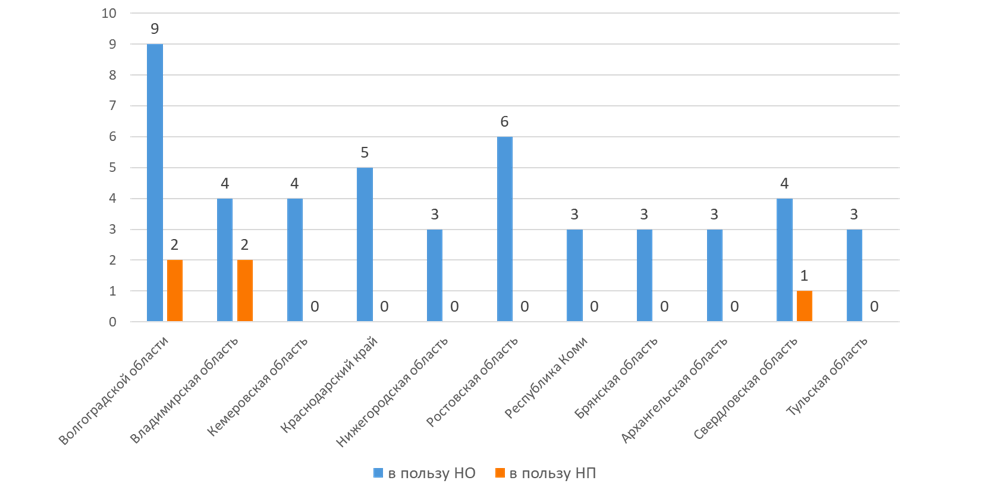 10
9
8
7
6
5
4
3
2
1
0
9
2
4
2
4
0
5
0
3
0
6
0
3
0
3
0
3
0
4
1
3
0
Волгоградской области
Владимирская область
Кемеровская область
Краснодарский край
Нижегородская область
Ростовская область
Республика Коми
Брянская область
Архангельская область
Свердловская область
Тульская область
в пользу НО
в пользу НП